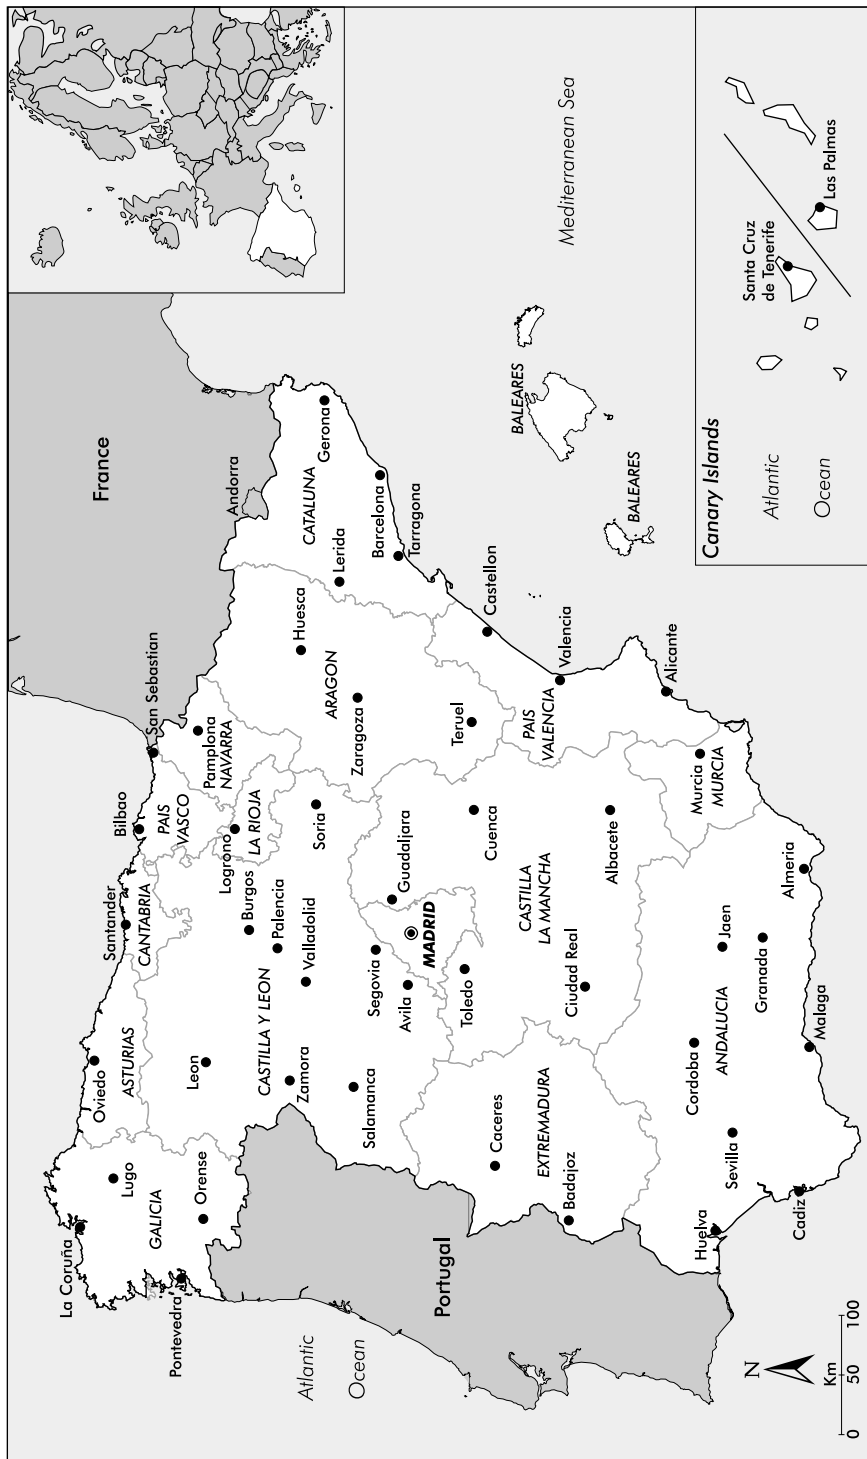 France
Andorra
Portugal
Atlantic
Ocean
Mediterranean Sea
La Coruña
Lugo
Pontevedra
Orense
GALICIA
Oviedo
ASTURIAS
Santander
CANTABRIA
Bilbao
PAIS
VASCO
San Sebastian
Pamplona
NAVARRA
Logrono
LA RIOJA
Leon
Burgos
Palencia
CASTILLA Y LEON
Valladolid
Zamora
Soria
Salamanca
Segovia
Avila
Huesca
ARAGON
Zaragoza
Teruel
CATALUNA
Lerida
Gerona
Barcelona
Tarragona
Guadaljara
MADRID
Toledo
Cuenca
CASTILLA
LA MANCHA
Ciudad Real
Albacete
Castellon
Valencia
PAIS
VALENCIA
Alicante
BALEARES
BALEARES
Caceres
EXTREMADURA
Badajoz
Murcia
MURCIA
Cordoba
ANDALUCIA
Jaen
Sevilla
Granada
Huelva
Cadiz
Malaga
Almeria
N
Km
0
50
100
Canary Islands
Atlantic
Ocean
Santa Cruz
de Tenerife
Las Palmas